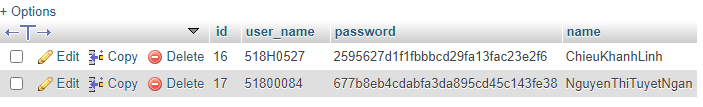 + Options
←T→ ▼ id user_name password name
Edit Copy Delete 16 518H0527 2595627d1f1fbbbcd29fa13fac23e2f6 ChieuKhanhLinh
Edit Copy Delete 17 51800084 677b8eb4cdabfa3da895cd45c143fe38 NguyenThiTuyetNgan